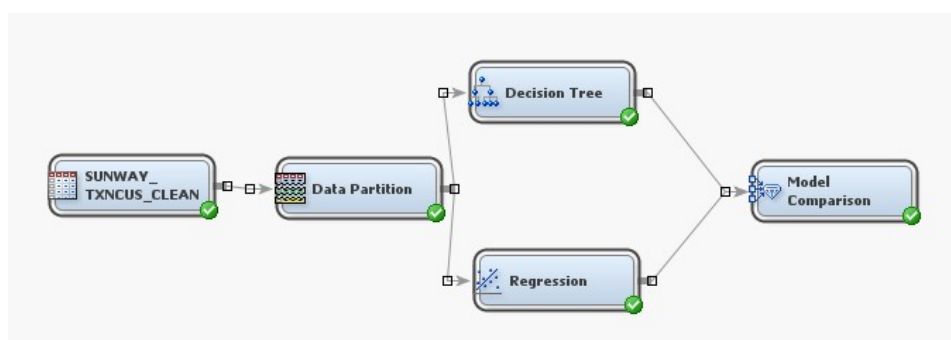 SUNWAY_
TXNCUS_CLEAN
Data Partition
Decision Tree
Regression
Model
Comparison